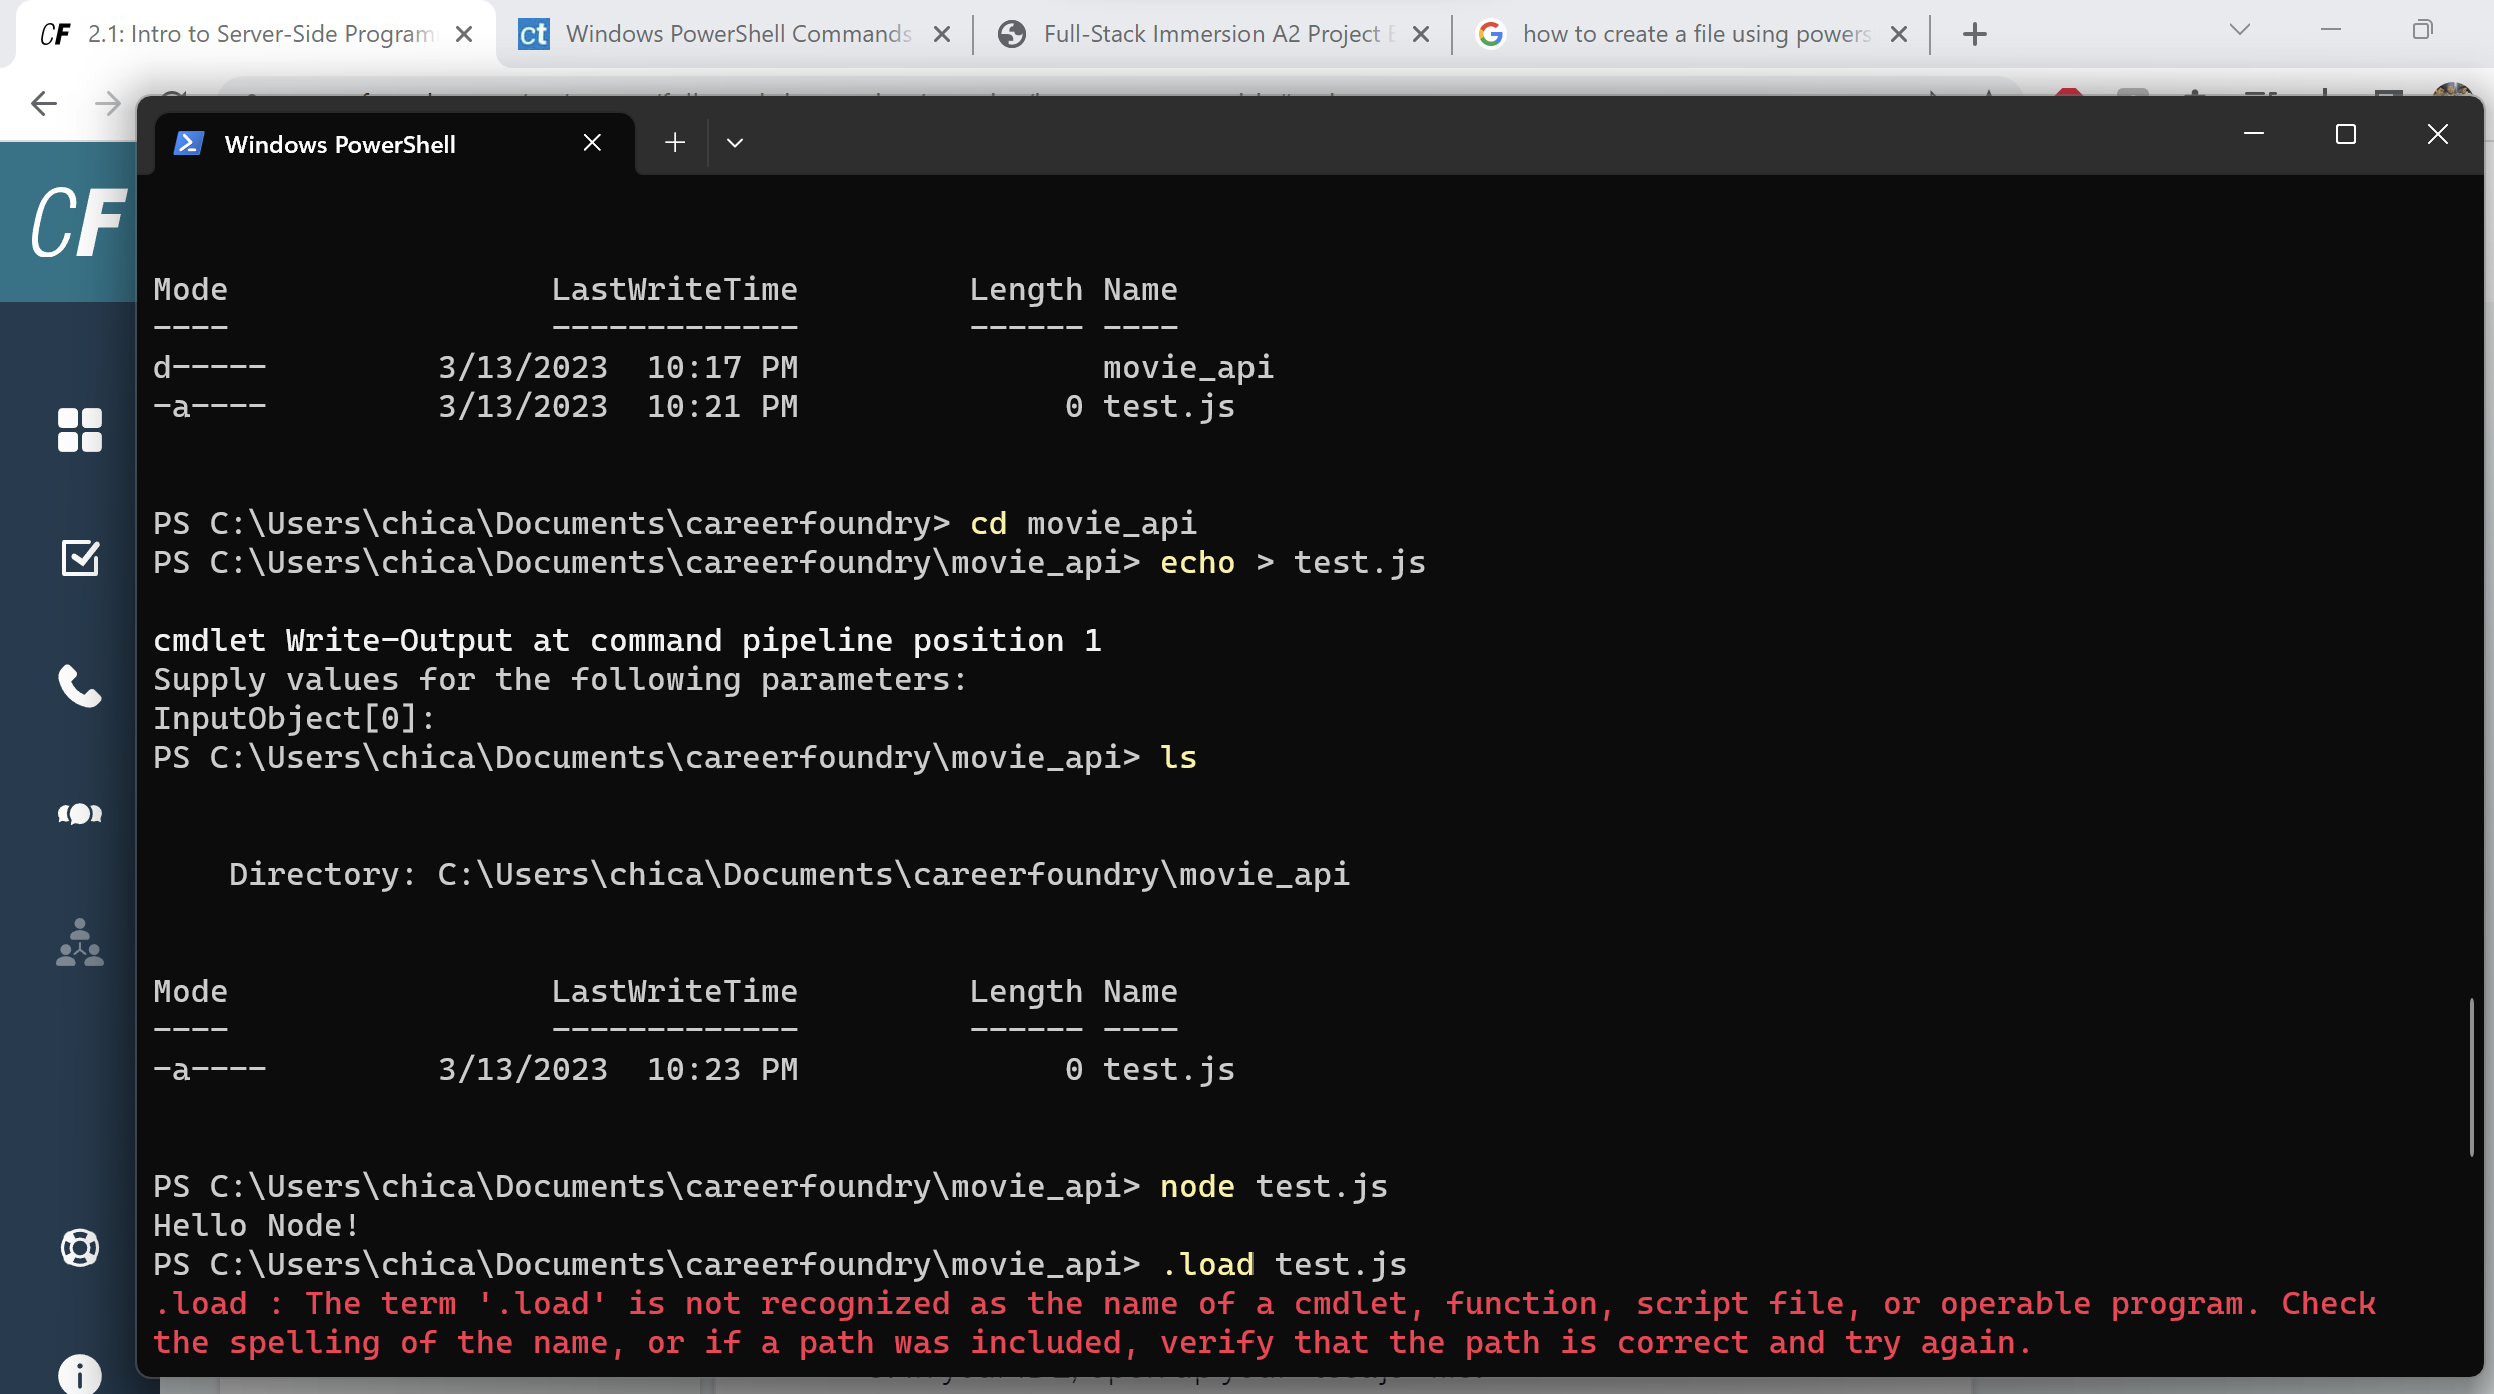 CF 2.1: Intro to Server-Side Program
ct Windows PowerShell Commands
Full-Stack Immersion A2 Project
G how to create a file using powers
Windows PowerShell
CF
Mode                 LastWriteTime         Length Name
----                 -------------         ------ ----
d-----         3/13/2023  10:17 PM                movie_api
-a----         3/13/2023  10:21 PM              0 test.js
PS C:\Users\chica\Documents\careerfoundry> cd movie_api
PS C:\Users\chica\Documents\careerfoundry\movie_api> echo > test.js
cmdlet Write-Output at command pipeline position 1
Supply values for the following parameters:
InputObject[0]:
PS C:\Users\chica\Documents\careerfoundry\movie_api> ls
    Directory: C:\Users\chica\Documents\careerfoundry\movie_api
Mode                 LastWriteTime         Length Name
----                 -------------         ------ ----
-a----         3/13/2023  10:23 PM              0 test.js
PS C:\Users\chica\Documents\careerfoundry\movie_api> node test.js
Hello Node!
PS C:\Users\chica\Documents\careerfoundry\movie_api> .load test.js
.load : The term '.load' is not recognized as the name of a cmdlet, function, script file, or operable program. Check
the spelling of the name, or if a path was included, verify that the path is correct and try again.